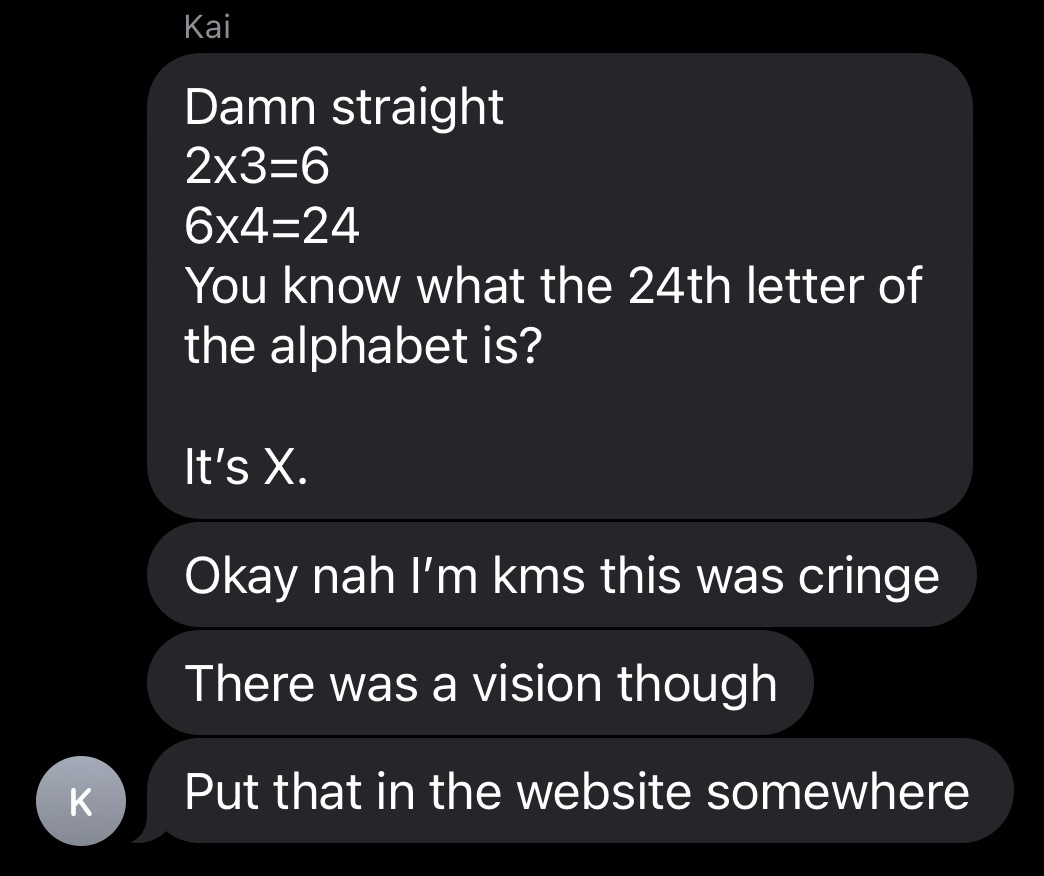 Kai
Damn straight
2x3=6
6x4=24
You know what the 24th letter of
the alphabet is?
It’s X.
Okay nah I’m kms this was cringe
There was a vision though
Put that in the website somewhere
K